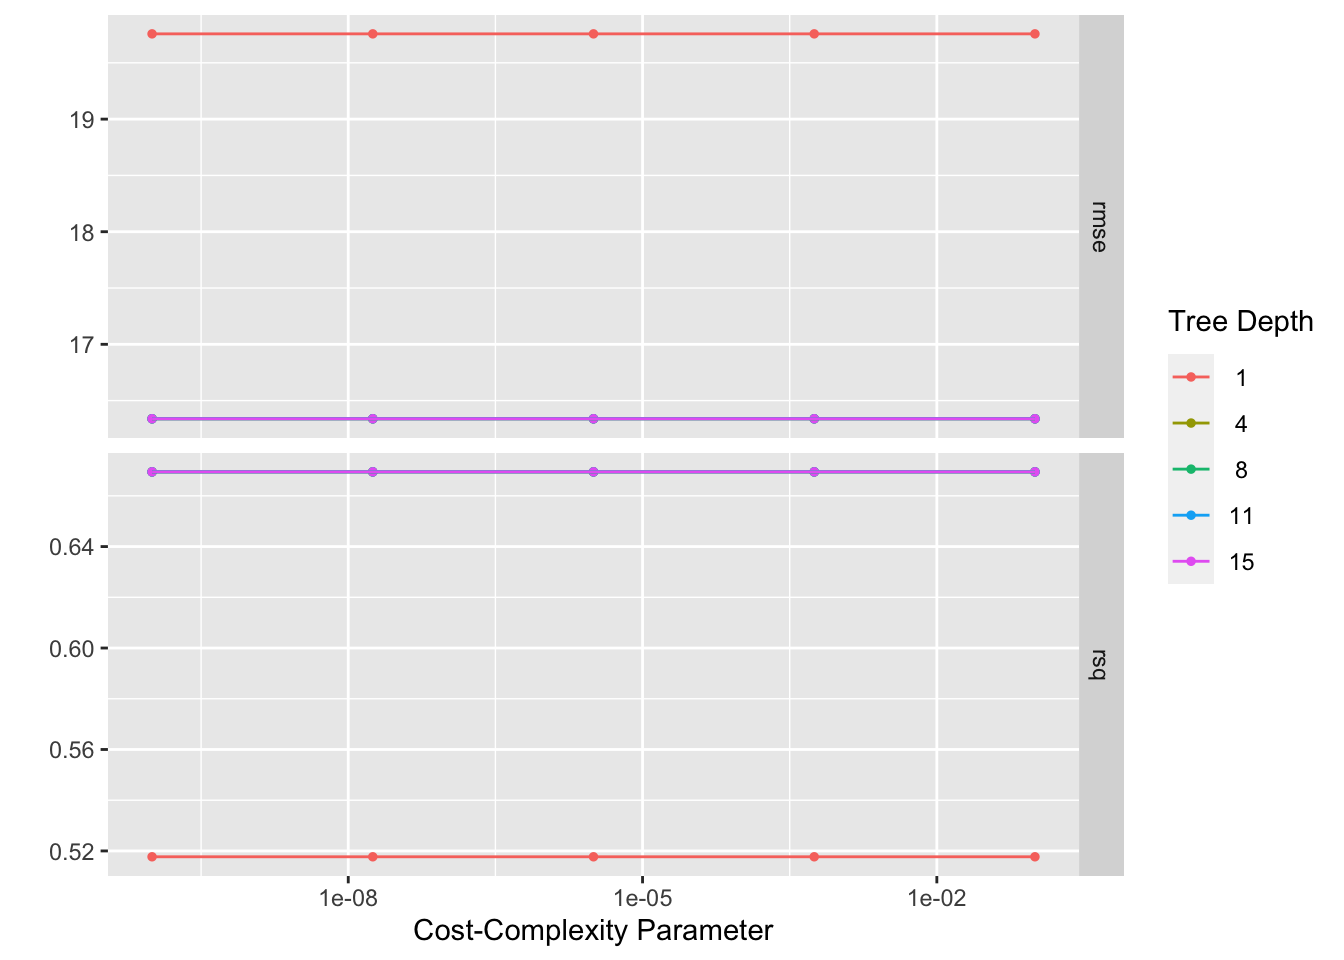 19
18
17
rmse
0.64
0.60
0.56
0.52
rsq
1e-08
1e-05
1e-02
Cost-Complexity Parameter
Tree Depth
1
4
8
11
15